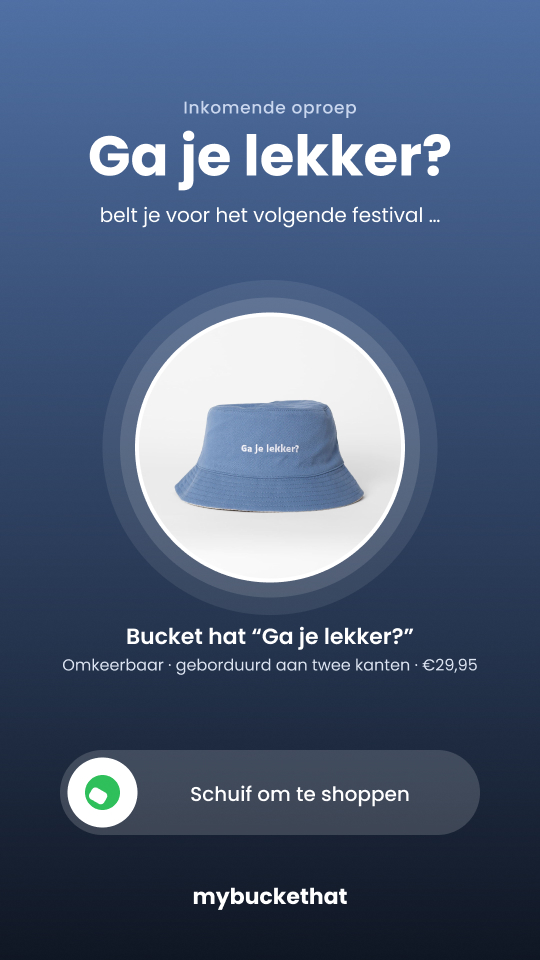 Inkomende oproep
Ga je lekker?
belt je voor het volgende festival ...
Ga je lekker?
Bucket hat “Ga je lekker?”
Omkeerbaar · geborduurd aan twee kanten · €29,95
Schuif om te shoppen
mybuckethat